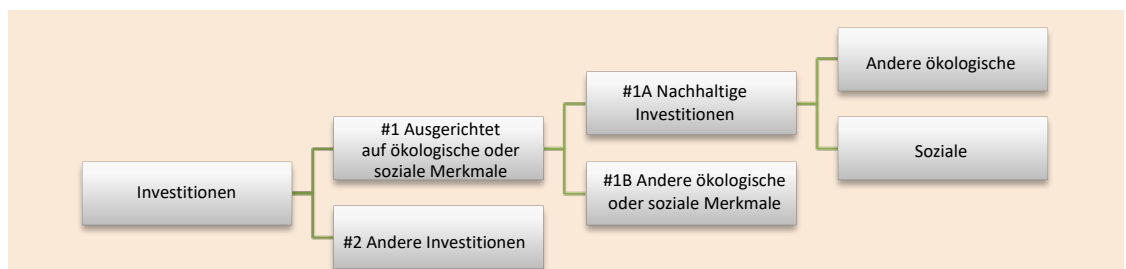 Investitionen
#1 Ausgerichtet
auf ökologische oder
soziale Merkmale
#2 Andere Investitionen
#1A Nachhaltige
Investitionen
#1B Andere ökologische
oder soziale Merkmale
Andere ökologische
Soziale